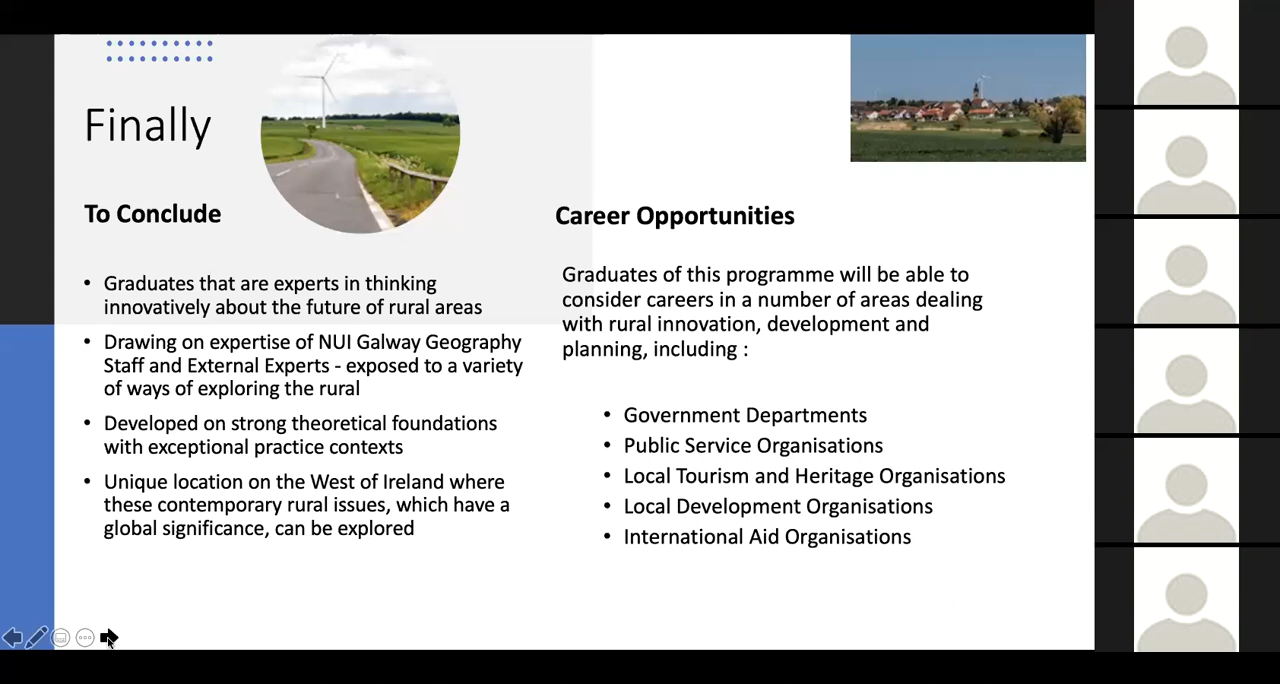 Finally
To Conclude
• Graduates that are experts in thinking
innovatively about the future of rural areas
• Drawing on expertise of NUI Galway Geography
Staff and External Experts - exposed to a variety
of ways of exploring the rural
• Developed on strong theoretical foundations
with exceptional practice contexts
• Unique location on the West of Ireland where
these contemporary rural issues, which have a
global significance, can be explored
Career Opportunities
Graduates of this programme will be able to
consider careers in a number of areas dealing
with rural innovation, development and
planning, including :
• Government Departments
• Public Service Organisations
• Local Tourism and Heritage Organisations
• Local Development Organisations
• International Aid Organisations